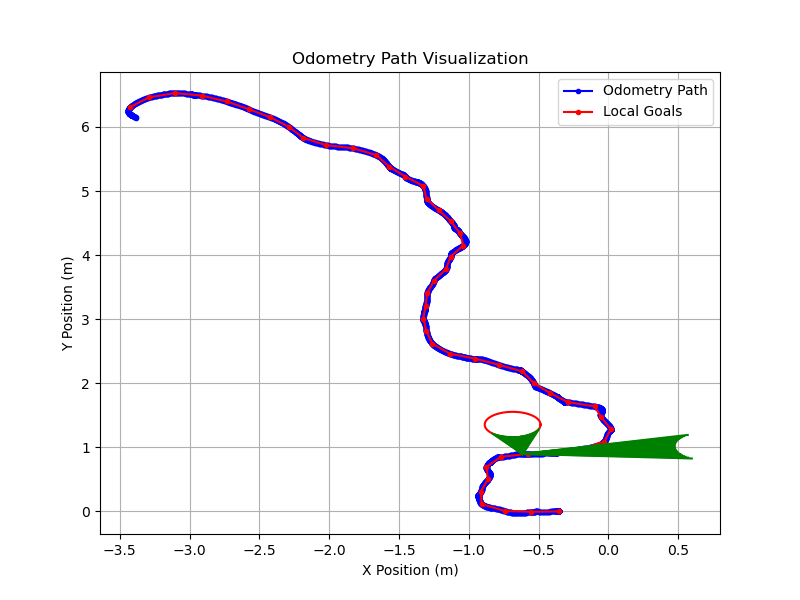 Odometry Path Visualization
Odometry Path
Local Goals
Y Position (m)
6
5
4
3
2
1
0
−3.5 −3.0 −2.5 −2.0 −1.5 −1.0 −0.5 0.0 0.5
X Position (m)